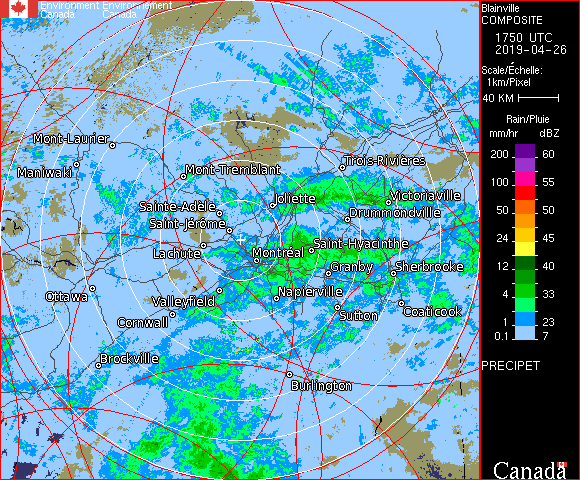 Environment Environnement
Canada Canada
Blainville
COMPOSITE
1750 UTC
2019-04-26
Scale/Échelle:
1km/Pixel
40 KM
Rain/Pluie
mm/hr dBZ
200 60
100 55
50 50
24 45
12 40
4 33
1 23
0.1 7
PRECIPET
Mont-Laurier
Maniwaki
Mont-Tremblant
Trois-Rivières
Sainte-Adele
Joliette
Victoriaville
Saint-Jérôme
Drummondville
Lachute
Montréal
Saint-Hyacinthe
Granby
Sherbrooke
Ottawa
Valleyfield
Napierville
Cornwall
Sutton
Coaticook
Brockville
Burlington
Canada